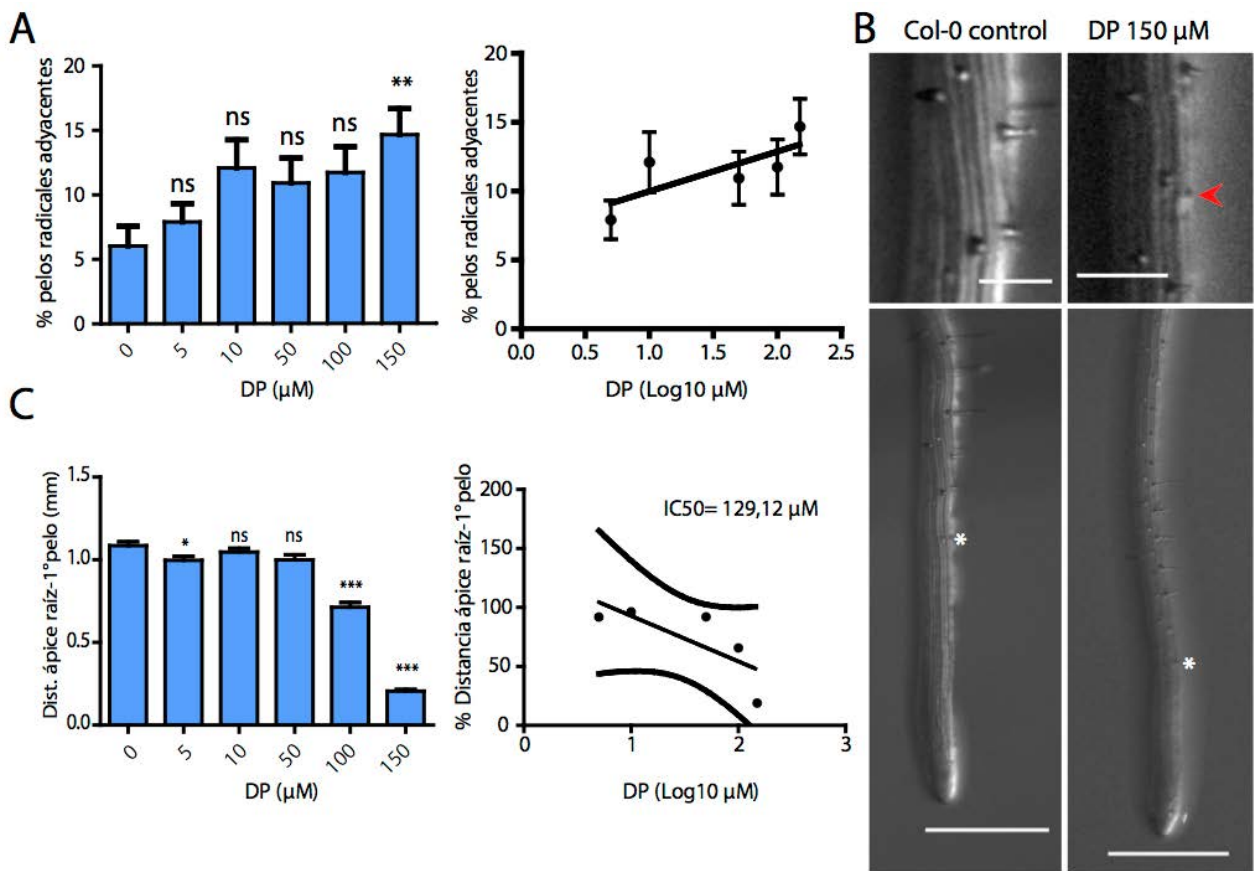 A
% pelos radicales adyacentes
20
15
10
5
0
ns
ns
ns
ns
**
0
5
10
50
100
150
DP (µM)
% pelos radicales adyacentes
20
15
10
5
0
0.0
0.5
1.0
1.5
2.0
2.5
DP (Log10 µM)
B
Col-0 control
DP 150 µM
*
*
C
Dist. ápice raíz-1°pelo (mm)
1.5
1.0
0.5
0.0
*
ns
ns
***
***
0
5
10
50
100
150
DP (µM)
% Distancia ápice raíz-1°pelo
200
150
100
50
0
IC50= 129,12 µM
0
1
2
3
DP (Log10 µM)